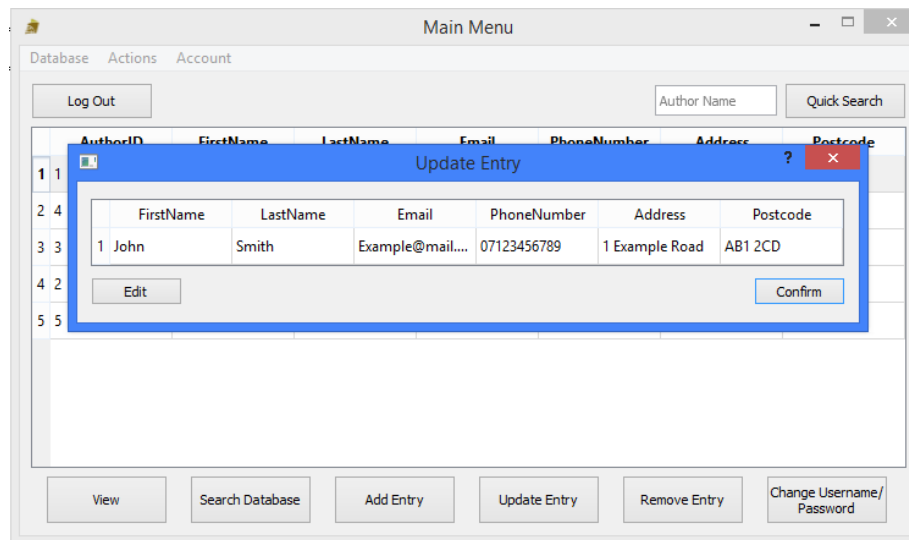 Main Menu
Database Actions Account
Log Out Author Name Quick Search
AuthorID FirstName LastName Email PhoneNumber Address Postcode
Update Entry ?
1 1
2 4
3 3
4 2
5 5
FirstName LastName Email PhoneNumber Address Postcode
1 John Smith Example@mail.... 07123456789 1 Example Road AB1 2CD
Edit Confirm
View Search Database Add Entry Update Entry Remove Entry Change Username/
Password